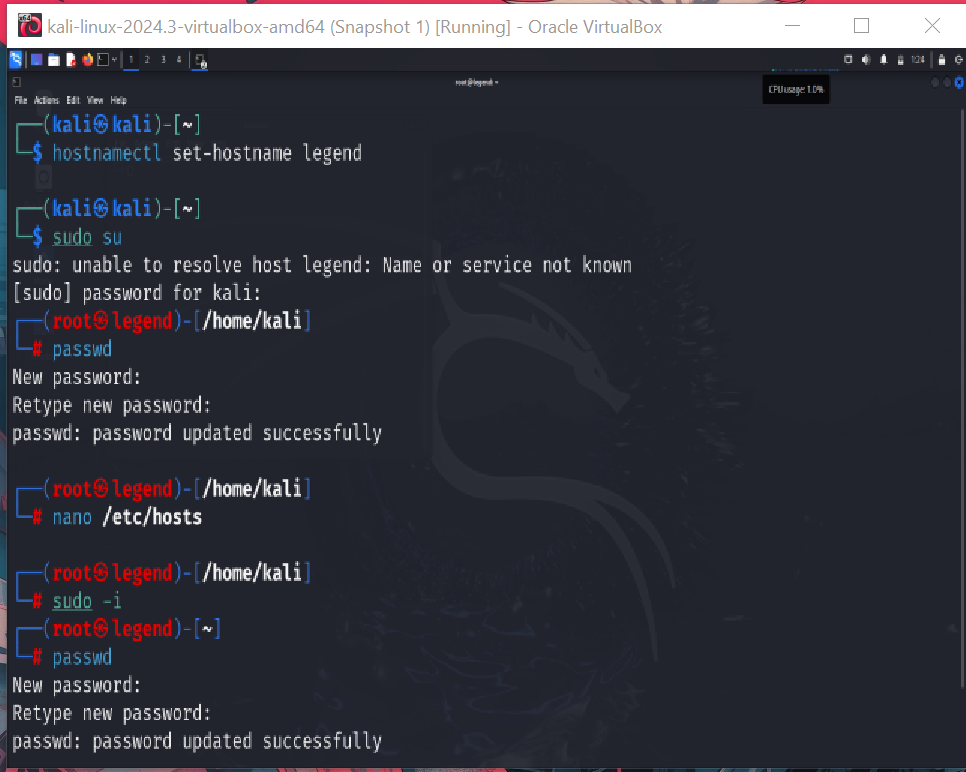 kali-linux-2024.3-virtualbox-amd64 (Snapshot 1) [Running] - Oracle VirtualBox
1 2 3 4 1:24
root@legend: ~
CPU usage: 1.0%
File Actions Edit View Help
┌──(kali㉿kali)-[~]
└─$ hostnamectl set-hostname legend
┌──(kali㉿kali)-[~]
└─$ sudo su
sudo: unable to resolve host legend: Name or service not known
[sudo] password for kali:
┌──(root㉿legend)-[/home/kali]
└─# passwd
New password:
Retype new password:
passwd: password updated successfully
┌──(root㉿legend)-[/home/kali]
└─# nano /etc/hosts
┌──(root㉿legend)-[/home/kali]
└─# sudo -i
┌──(root㉿legend)-[~]
└─# passwd
New password:
Retype new password:
passwd: password updated successfully